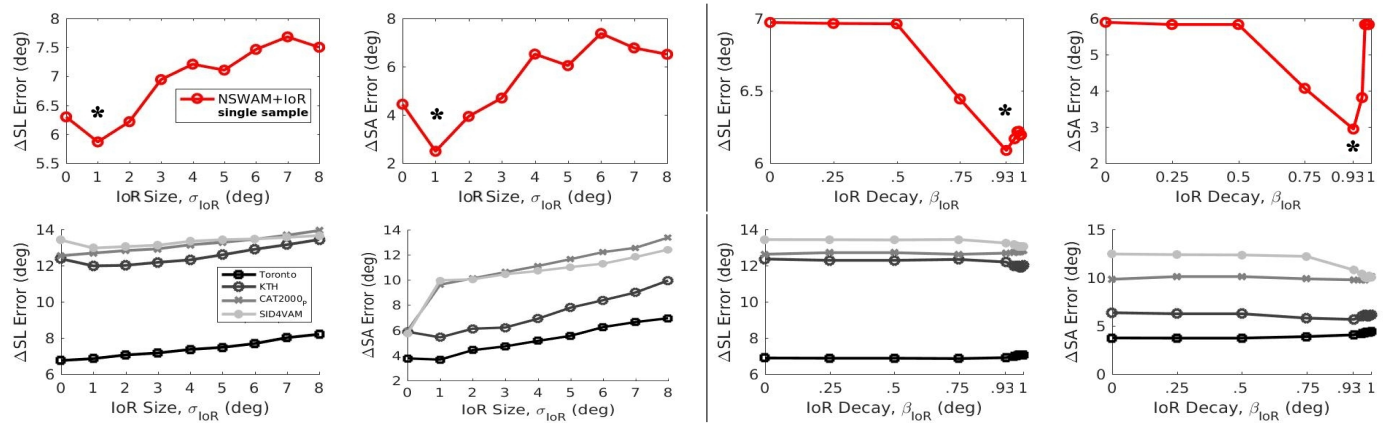 8
7.5
7
6.5
6
5.5
ΔSL Error (deg)
*
NSWAM+IoR
single sample
0 1 2 3 4 5 6 7 8
IoR Size, σIoR (deg)
8
6
4
2
ΔSA Error (deg)
*
0 1 2 3 4 5 6 7 8
IoR Size, σIoR (deg)
7
6
ΔSL Error (deg)
*
0 .25 .5 .75 .93 1
IoR Decay, βIoR
6
5
4
3
2
ΔSA Error (deg)
*
0 0.25 0.5 0.75 0.93 1
IoR Decay, βIoR
14
12
10
8
6
ΔSL Error (deg)
Toronto
KTH
CAT2000P
SID4VAM
0 1 2 3 4 5 6 7 8
IoR Size, σIoR (deg)
14
12
10
8
6
4
2
ΔSA Error (deg)
0 1 2 3 4 5 6 7 8
IoR Size, σIoR (deg)
14
12
10
8
6
ΔSL Error (deg)
0 .25 .5 .75 .93 1
IoR Decay, βIoR (deg)
15
10
5
0
ΔSA Error (deg)
0 .25 .5 .75 .93 1
IoR Decay, βIoR (deg)